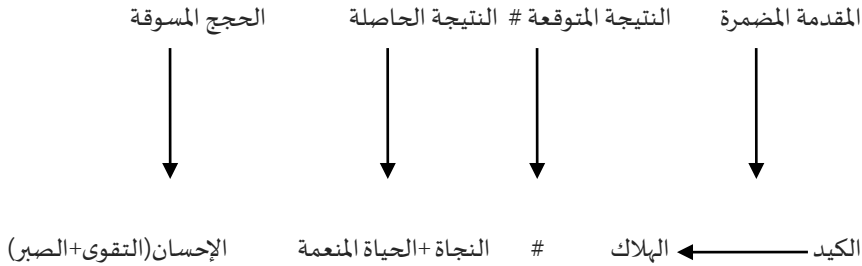 المقدمة المضمرة النتيجة المتوقعة # النتيجة الحاصلة الحجج المسوقة
الكيد الهلاك # النجاة +الحياة المنعمة الإحسان(التقوى+الصبر)